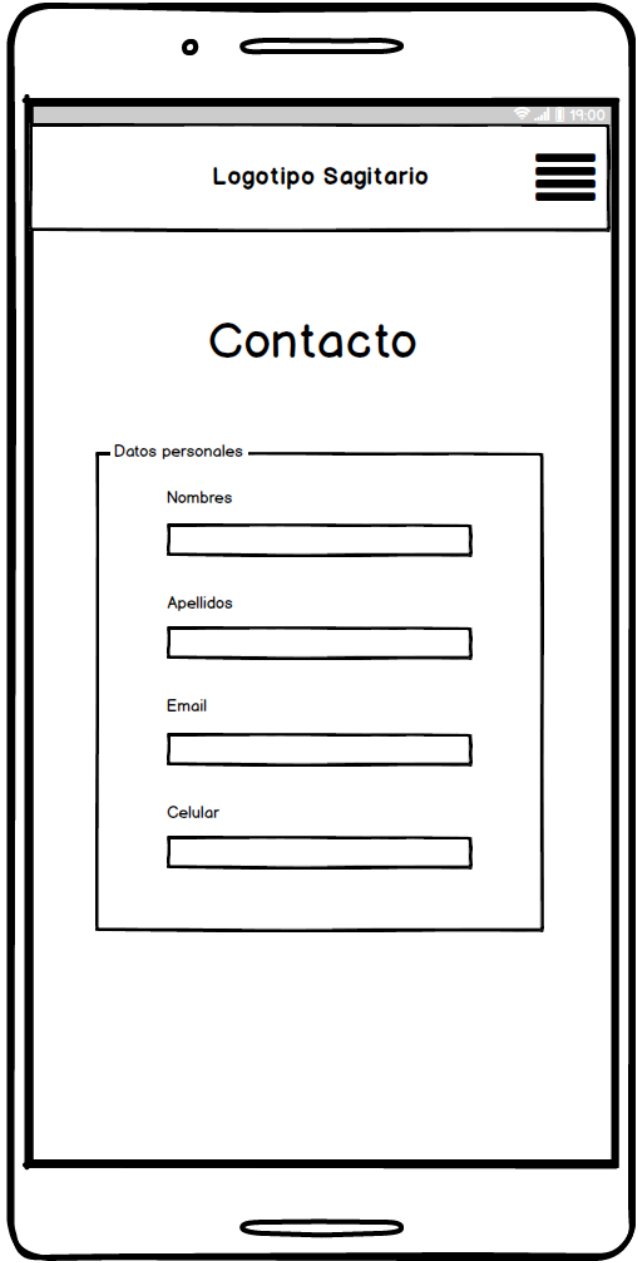 19:00
Logotipo Sagitario
Contacto
Datos personales
Nombres
Apellidos
Email
Celular